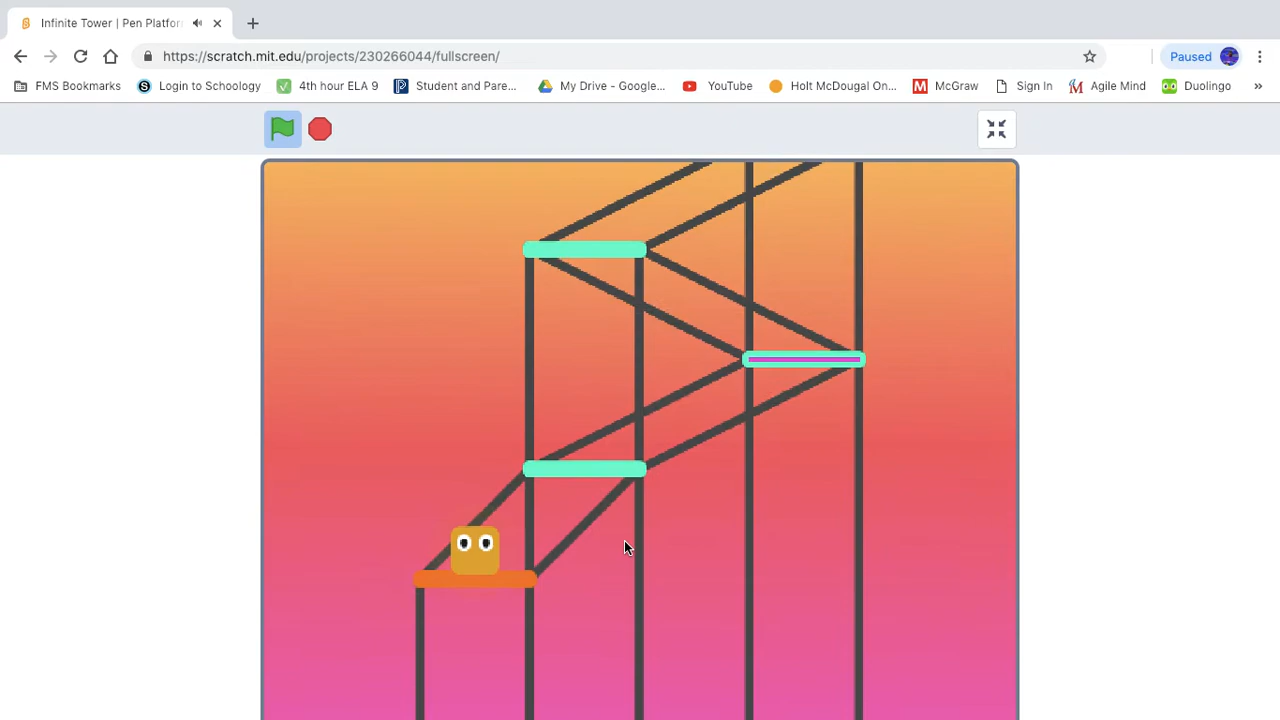 Infinite Tower | Pen Platfor
https://scratch.mit.edu/projects/230266044/fullscreen/
Paused
FMS Bookmarks Login to Schoology 4th hour ELA 9 Student and Pare... My Drive - Google... YouTube Holt McDougal On... McGraw Sign In Agile Mind Duolingo »